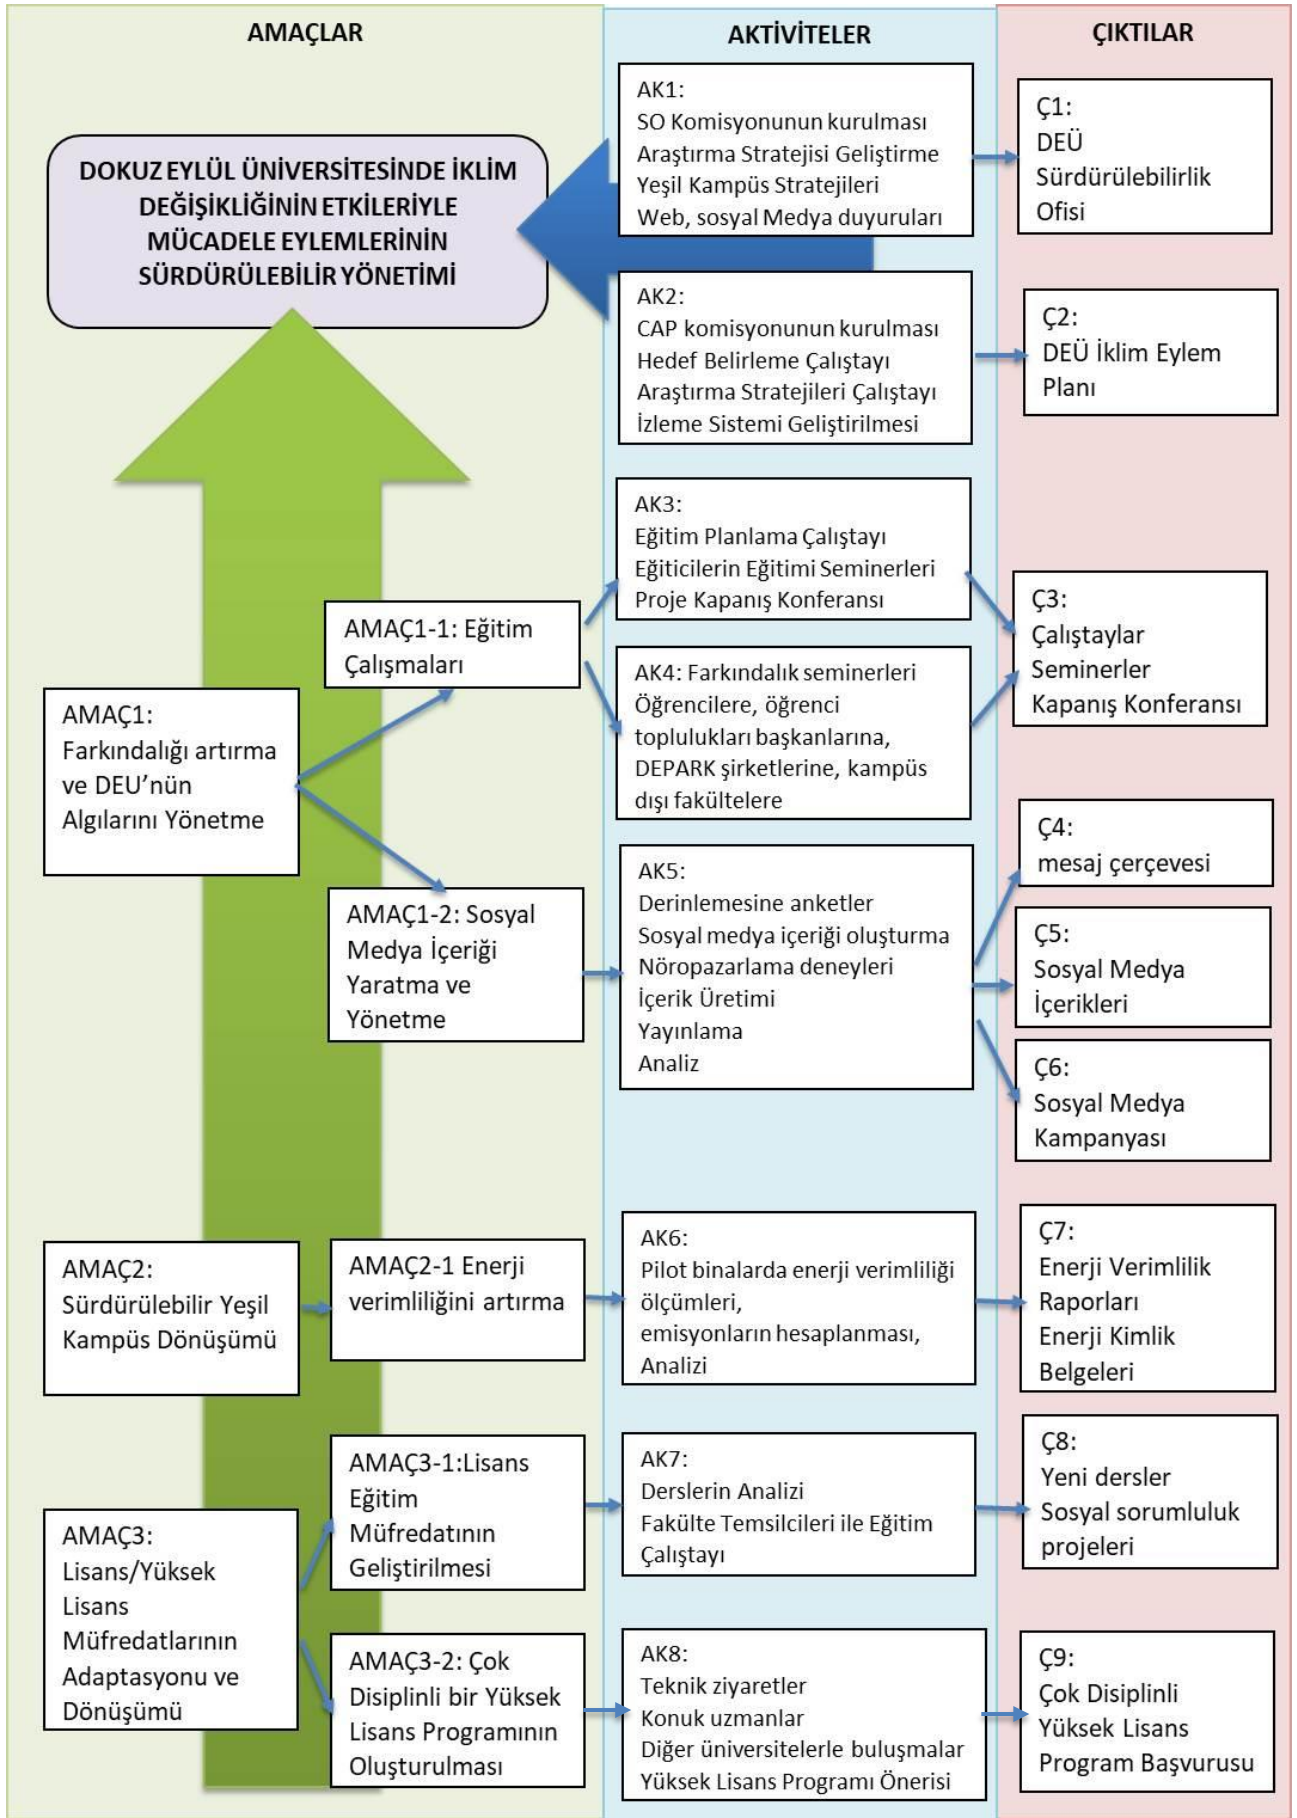 AMAÇLAR
DOKUZ EYLÜL ÜNİVERSİTESİNDE İKLİM
DEĞİŞİKLİĞİNİN ETKİLERİYLE
MÜCADELE EYLEMLERİNİN
SÜRDÜRÜLEBİLİR YÖNETİMİ
AMAÇ1:
Farkındalığı artırma
ve DEU’nün
Algılarını Yönetme
AMAÇ1-1: Eğitim
Çalışmaları
AMAÇ1-2: Sosyal
Medya İçeriği
Yaratma ve
Yönetme
AMAÇ2:
Sürdürülebilir Yeşil
Kampüs Dönüşümü
AMAÇ2-1 Enerji
verimliliğini artırma
AMAÇ3:
Lisans/Yüksek
Lisans
Müfredatlarının
Adaptasyonu ve
Dönüşümü
AMAÇ3-1:Lisans
Eğitim
Müfredatının
Geliştirilmesi
AMAÇ3-2: Çok
Disiplinli bir Yüksek
Lisans Programının
Oluşturulması
AKTİVİTELER
AK1:
SO Komisyonunun kurulması
Araştırma Stratejisi Geliştirme
Yeşil Kampüs Stratejileri
Web, sosyal Medya duyuruları
AK2:
CAP komisyonunun kurulması
Hedef Belirleme Çalıştayı
Araştırma Stratejileri Çalıştayı
İzleme Sistemi Geliştirilmesi
AK3:
Eğitim Planlama Çalıştayı
Eğiticilerin Eğitimi Seminerleri
Proje Kapanış Konferansı
AK4: Farkındalık seminerleri
Öğrencilere, öğrenci
toplulukları başkanlarına,
DEPARK şirketlerine, kampüs
dışı fakültelere
AK5:
Derinlemesine anketler
Sosyal medya içeriği oluşturma
Nöropazarlama deneyleri
İçerik Üretimi
Yayınlama
Analiz
AK6:
Pilot binalarda enerji verimliliği
ölçümleri,
emisyonların hesaplanması,
Analizi
AK7:
Derslerin Analizi
Fakülte Temsilcileri ile Eğitim
Çalıştayı
AK8:
Teknik ziyaretler
Konuk uzmanlar
Diğer üniversitelerle buluşmalar
Yüksek Lisans Programı Önerisi
ÇIKTILAR
Ç1:
DEÜ
Sürdürülebilirlik
Ofisi
Ç2:
DEÜ İklim Eylem
Planı
Ç3:
Çalıştaylar
Seminerler
Kapanış Konferansı
Ç4:
mesaj çerçevesi
Ç5:
Sosyal Medya
İçerikleri
Ç6:
Sosyal Medya
Kampanyası
Ç7:
Enerji Verimlilik
Raporları
Enerji Kimlik
Belgeleri
Ç8:
Yeni dersler
Sosyal sorumluluk
projeleri
Ç9:
Çok Disiplinli
Yüksek Lisans
Program Başvurusu